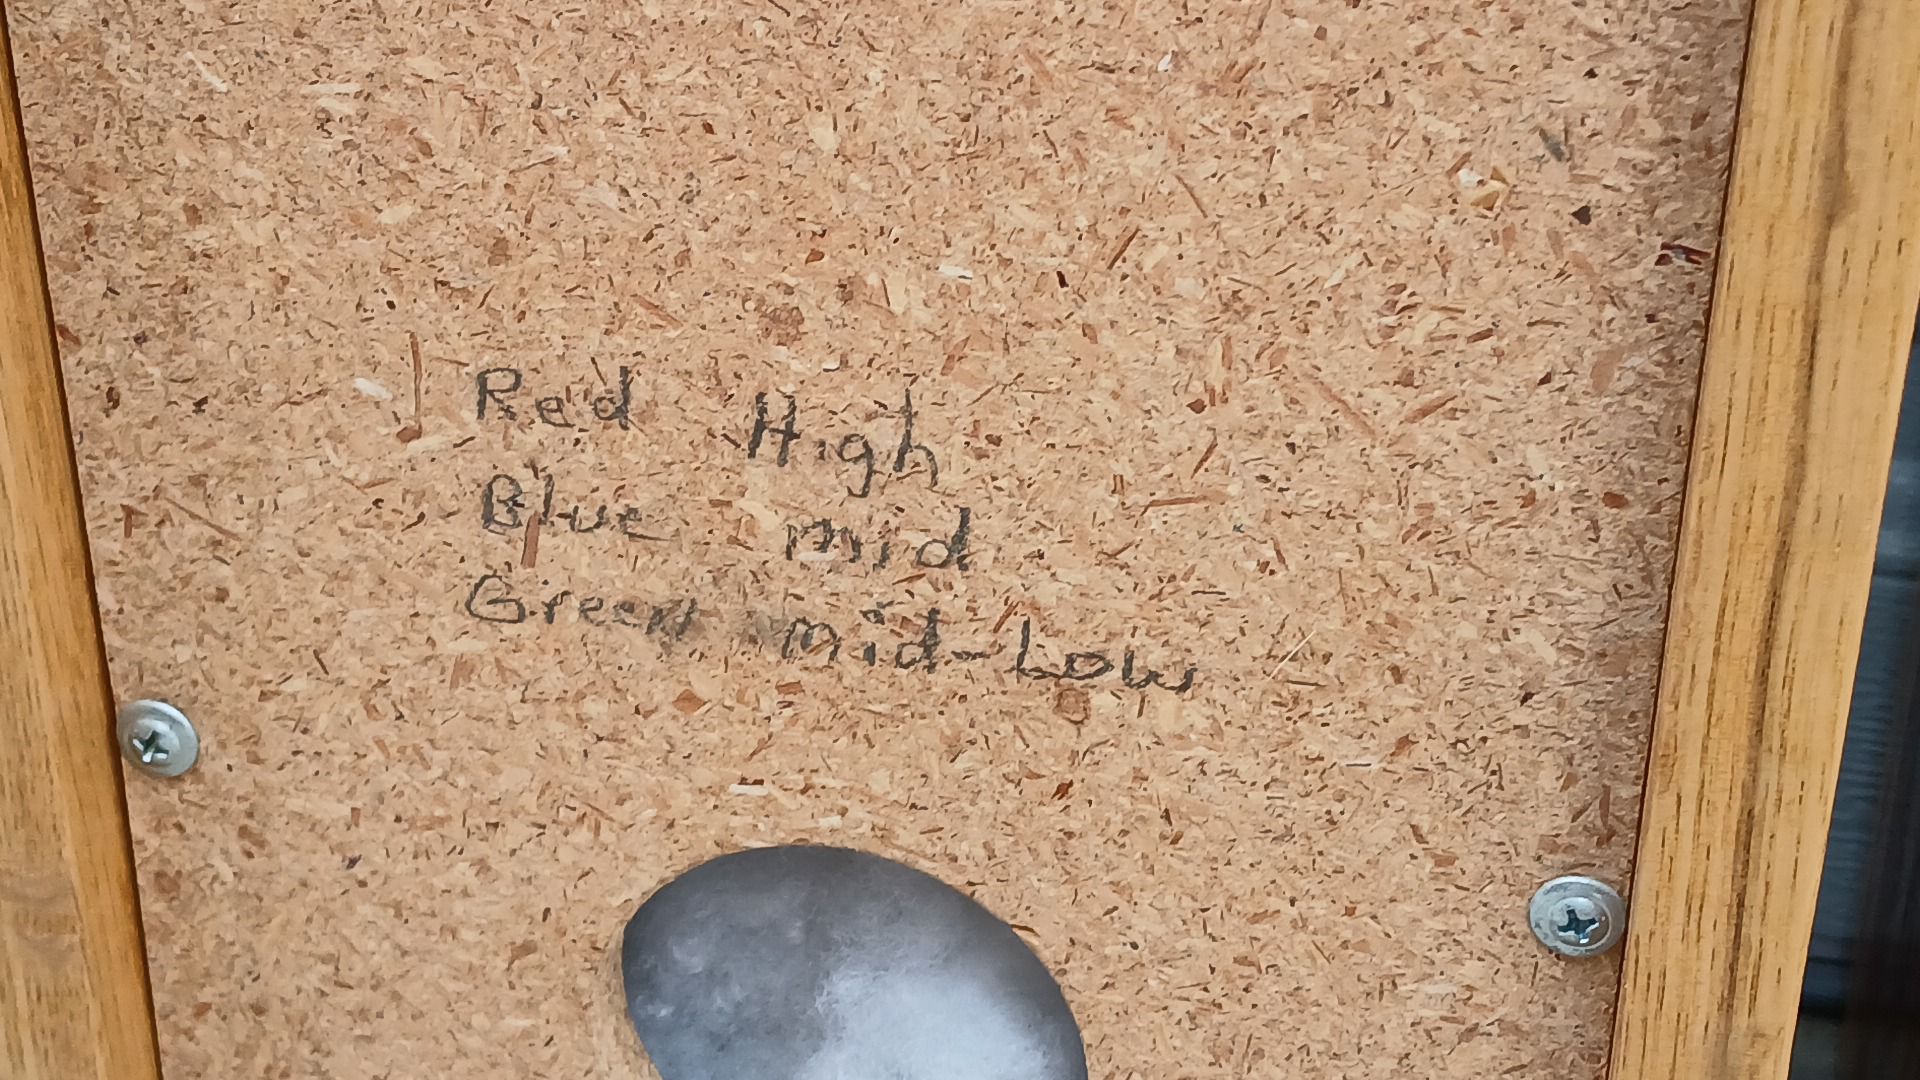 Red High
Blue mid
Green mid-Low